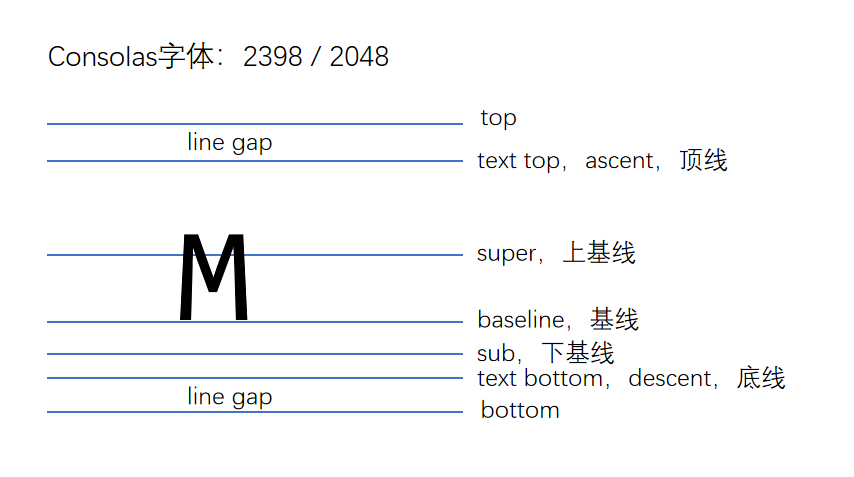 Consolas字体：2398 / 2048
top
line gap
text top，ascent，顶线
super，上基线
M
baseline，基线
sub，下基线
text bottom，descent，底线
line gap
bottom